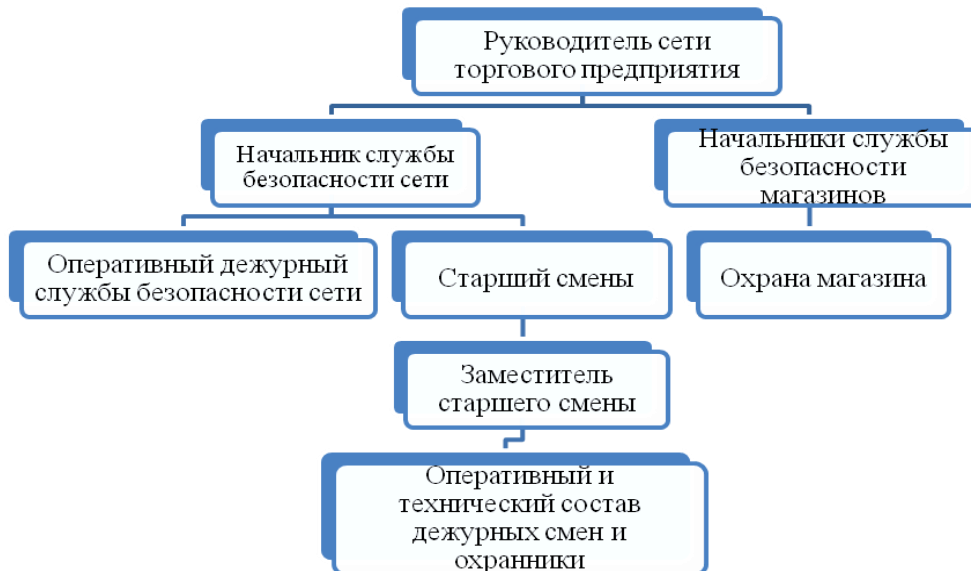 Руководитель сети
торгового предприятия
Начальник службы
безопасности сети
Начальники службы
безопасности
магазинов
Оперативный дежурный
службы безопасности сети
Старший смены
Охрана магазина
Заместитель
старшего смены
Оперативный и
технический состав
дежурных смен и
охранники